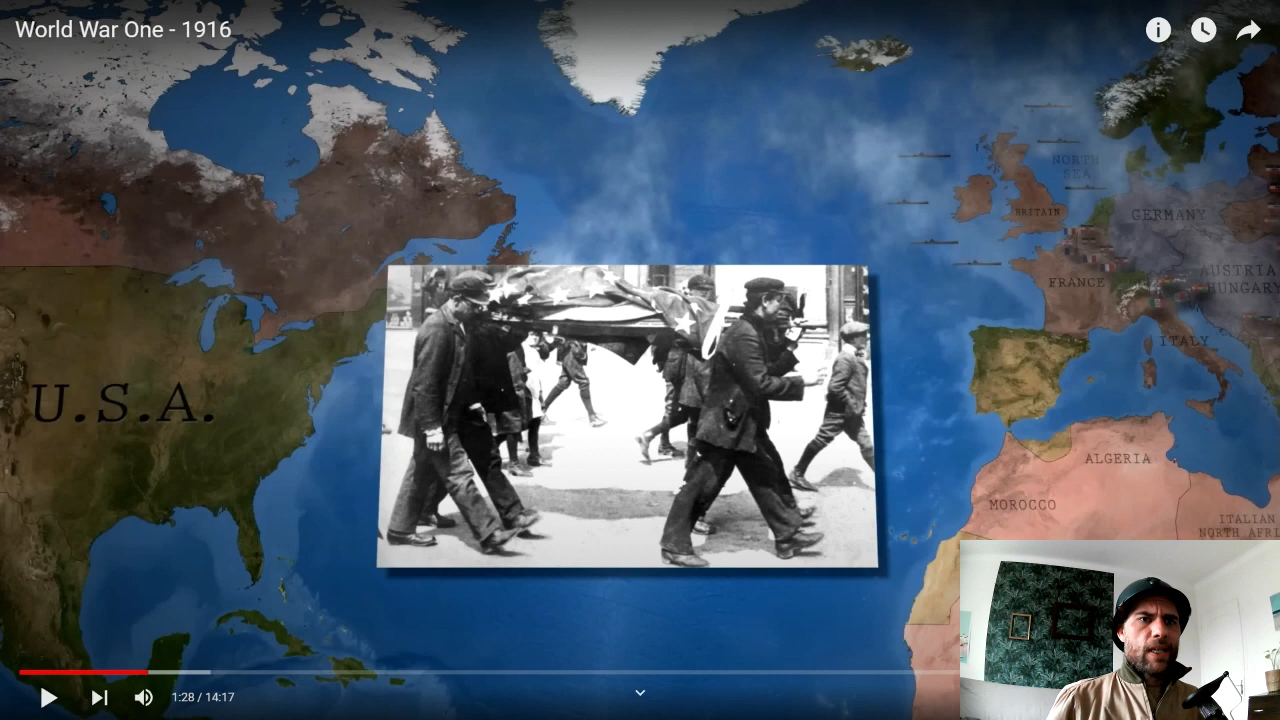 World War One - 1916
NORTH
SEA
BRITAIN
GERMANY
AUSTRIA
HUNGARY
FRANCE
ITALY
U.S.A.
ALGERIA
MOROCCO
ITALIAN
NORTH AFRI
1:28 / 14:17